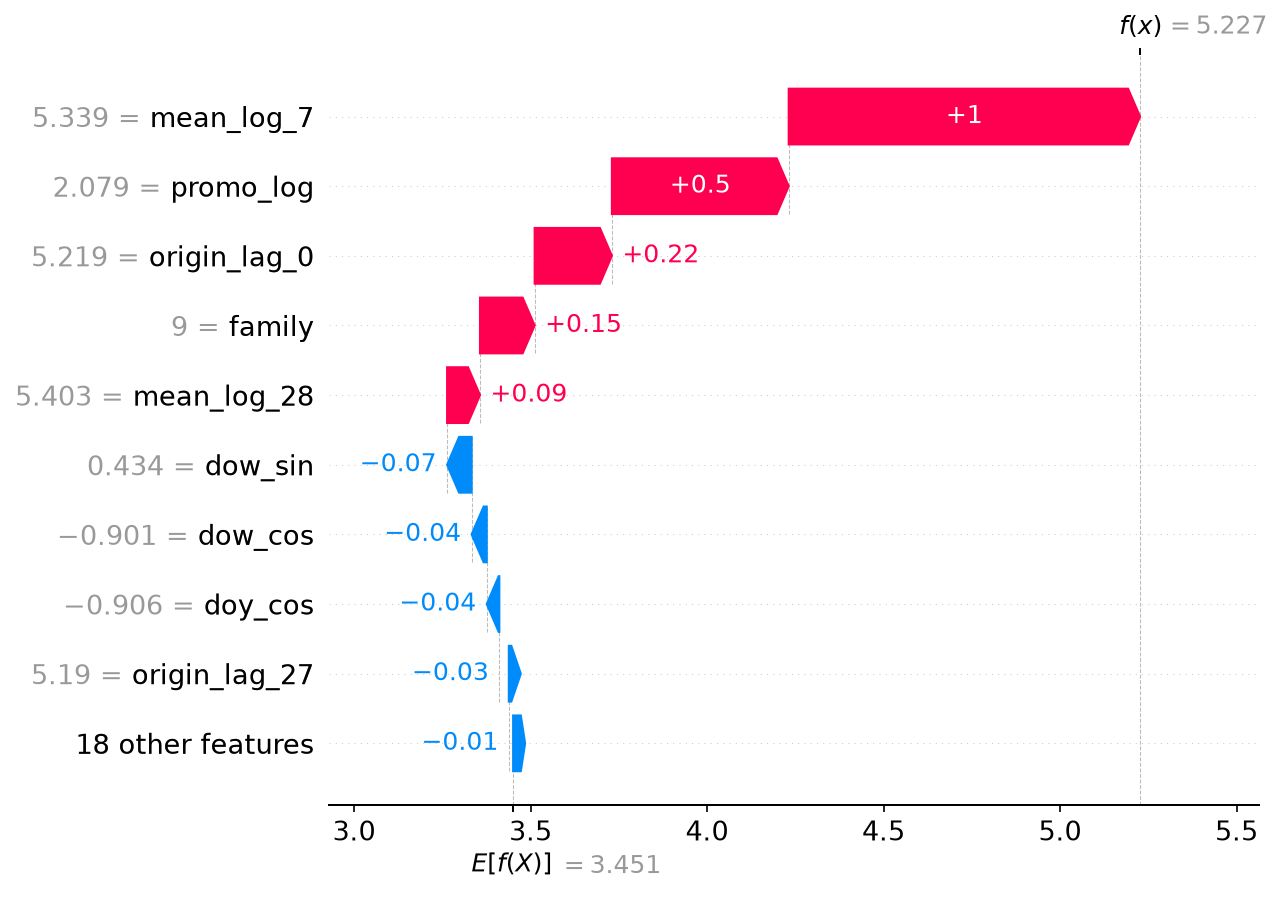 f(x) = 5.227
5.339 = mean_log_7 +1
2.079 = promo_log +0.5
5.219 = origin_lag_0 +0.22
9 = family +0.15
5.403 = mean_log_28 +0.09
0.434 = dow_sin −0.07
−0.901 = dow_cos −0.04
−0.906 = doy_cos −0.04
5.19 = origin_lag_27 −0.03
18 other features −0.01
3.0 3.5 4.0 4.5 5.0 5.5
E[f(X)] = 3.451